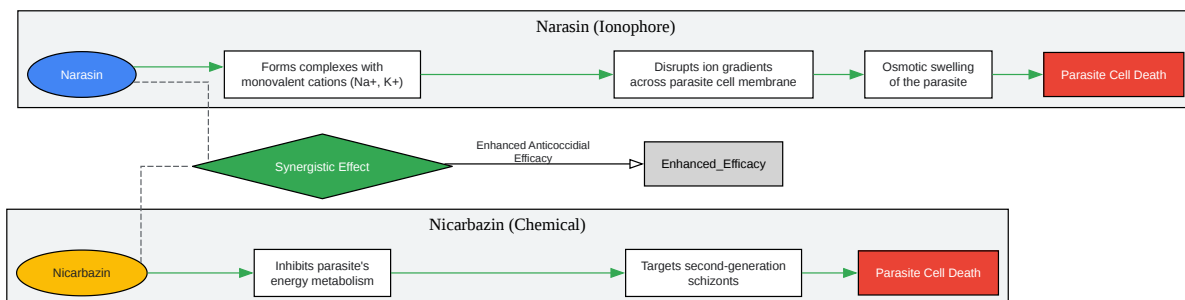 Narasin (Ionophore)
Narasin
Forms complexes with
monovalent cations (Na+, K+)
Disrupts ion gradients
across parasite cell membrane
Osmotic swelling
of the parasite
Parasite Cell Death
Synergistic Effect
Enhanced Anticoccidial
Efficacy
Enhanced_Efficacy
Nicarbazin (Chemical)
Nicarbazin
Inhibits parasite's
energy metabolism
Targets second-generation
schizonts
Parasite Cell Death